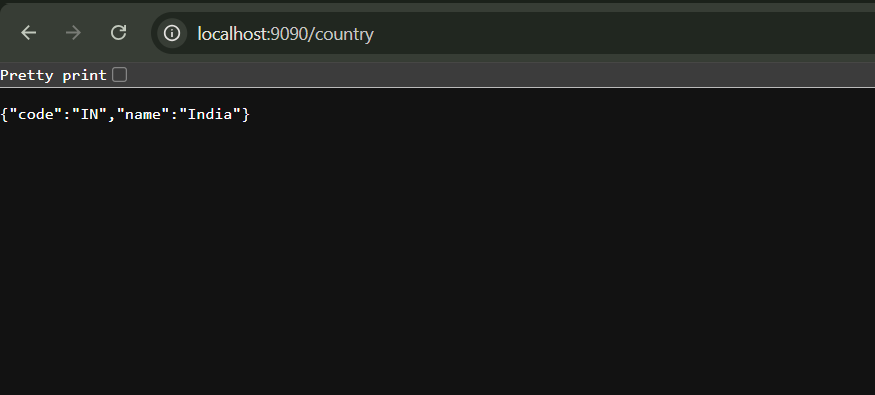 localhost:9090/country
Pretty print
{"code":"IN","name":"India"}